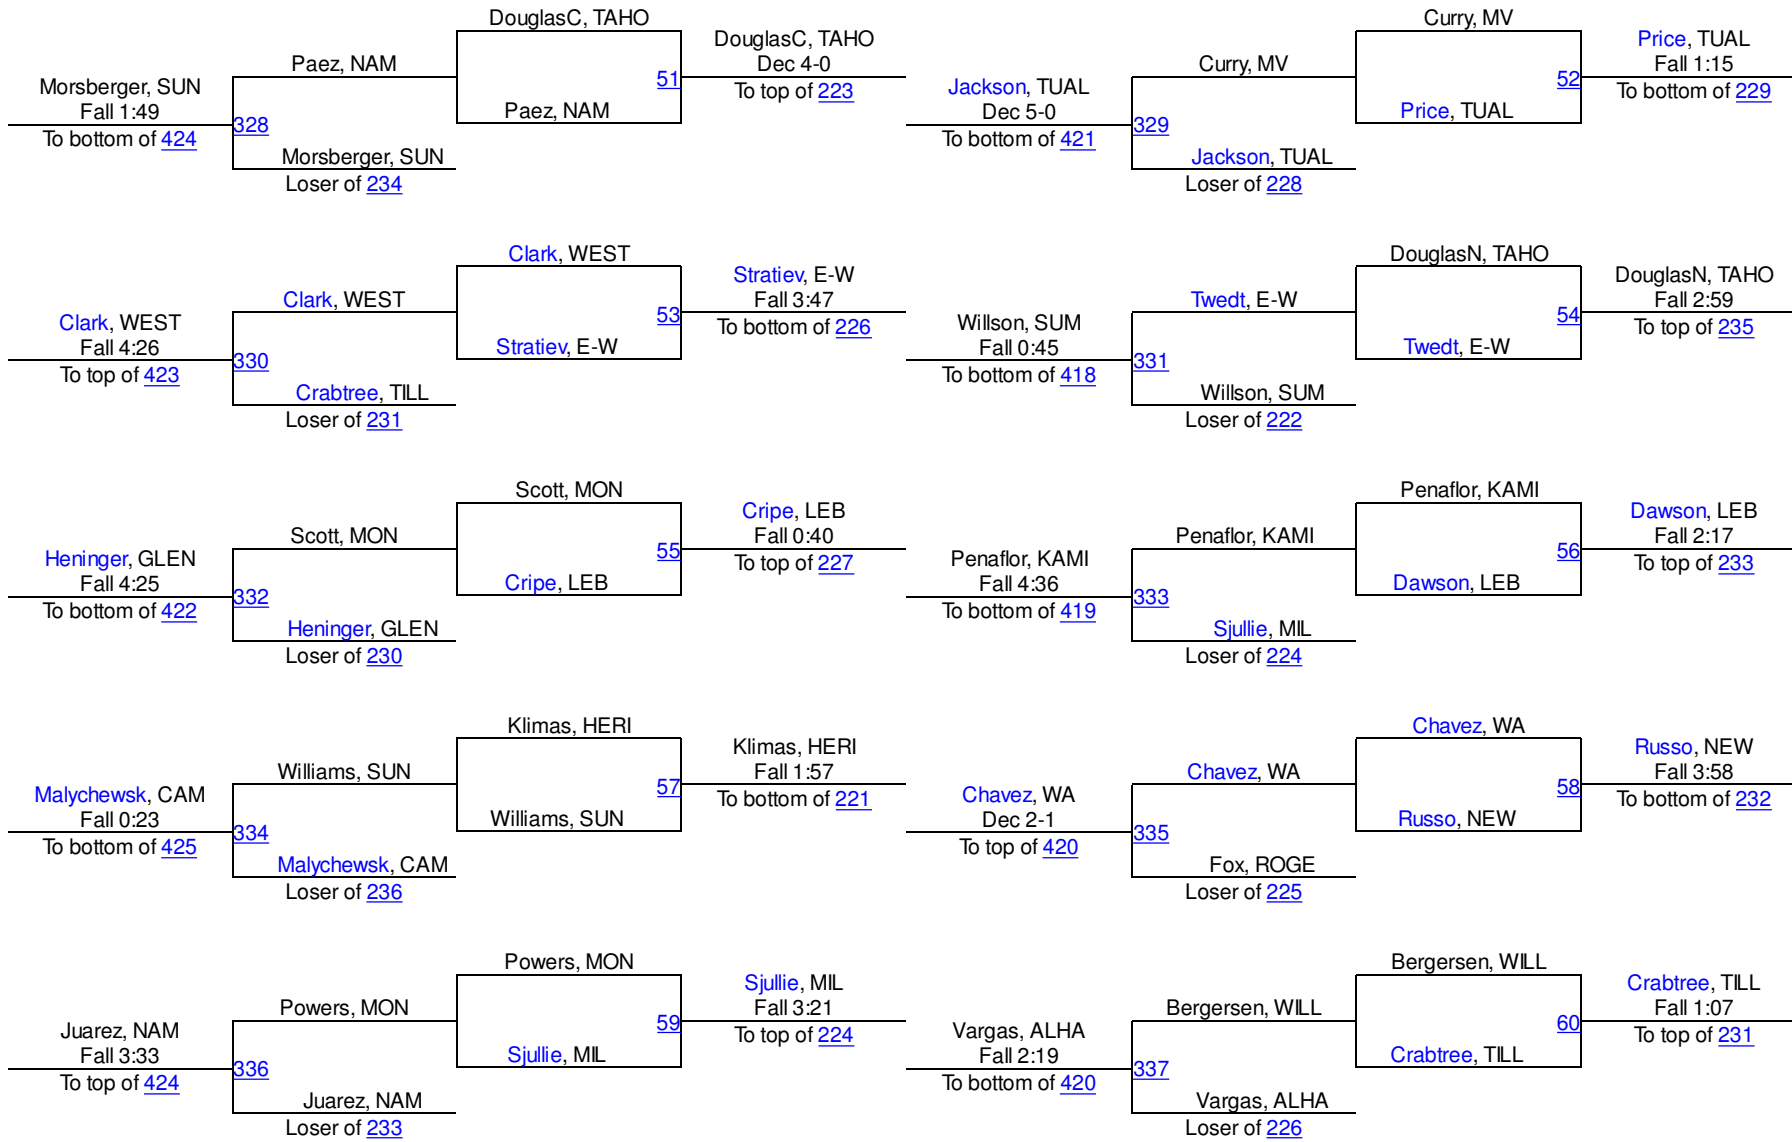 DouglasC, TAHO
Paez, NAM
DouglasC, TAHO
Dec 4-0
51
To top of 223
Morsberger, SUN
Fall 1:49
Paez, NAM
328
To bottom of 424
Morsberger, SUN
Loser of 234
Curry, MV
Curry, MV
Price, TUAL
Fall 1:15
52
To bottom of 229
Jackson, TUAL
Dec 5-0
Price, TUAL
329
To bottom of 421
Jackson, TUAL
Loser of 228
Clark, WEST
Clark, WEST
Stratiev, E-W
Fall 3:47
53
To bottom of 226
Clark, WEST
Fall 4:26
Stratiev, E-W
330
To top of 423
Crabtree, TILL
Loser of 231
DouglasN, TAHO
Twedt, E-W
DouglasN, TAHO
Fall 2:59
54
To top of 235
Willson, SUM
Fall 0:45
Twedt, E-W
331
To bottom of 418
Willson, SUM
Loser of 222
Scott, MON
Scott, MON
Cripe, LEB
Fall 0:40
55
To top of 227
Heninger, GLEN
Fall 4:25
Cripe, LEB
332
To bottom of 422
Heninger, GLEN
Loser of 230
Penaflor, KAMI
Penaflor, KAMI
Dawson, LEB
Fall 2:17
56
To top of 233
Penaflor, KAMI
Fall 4:36
Dawson, LEB
333
To bottom of 419
Sjullie, MIL
Loser of 224
Klimas, HERI
Williams, SUN
Klimas, HERI
Fall 1:57
57
To bottom of 221
Malychewsk, CAM
Fall 0:23
Williams, SUN
334
To bottom of 425
Malychewsk, CAM
Loser of 236
Chavez, WA
Chavez, WA
Russo, NEW
Fall 3:58
58
To bottom of 232
Chavez, WA
Dec 2-1
Russo, NEW
335
To top of 420
Fox, ROGE
Loser of 225
Powers, MON
Powers, MON
Sjullie, MIL
Fall 3:21
59
To top of 224
Juarez, NAM
Fall 3:33
Sjullie, MIL
336
To top of 424
Juarez, NAM
Loser of 233
Bergersen, WILL
Bergersen, WILL
Crabtree, TILL
Fall 1:07
60
To top of 231
Vargas, ALHA
Fall 2:19
Crabtree, TILL
337
To bottom of 420
Vargas, ALHA
Loser of 226